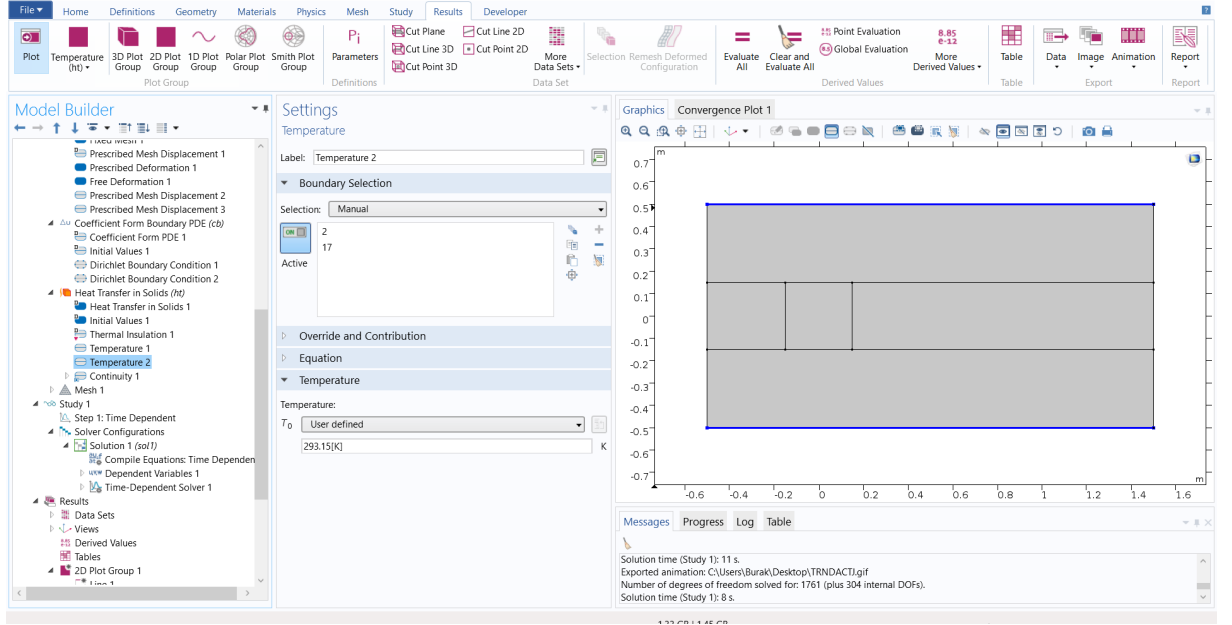 File Home Definitions Geometry Materials Physics Mesh Study Results Developer
Plot
Temperature (ht)
3D Plot Group
2D Plot Group
1D Plot Group
Polar Plot Group
Smith Plot Group
Plot Group
Pi
Parameters
Definitions
Cut Plane
Cut Line 3D
Cut Point 3D
Cut Line 2D
Cut Point 2D
More Data Sets
Selection
Remesh Deformed Configuration
Data Set
Evaluate All
Clear and Evaluate All
8.85 Point Evaluation
8.5 Global Evaluation
8.85 e-12
More Derived Values
Derived Values
Table
Table
Data
Image
Animation
Export
Report
Report
Model Builder
Fixed Mesh 1
Prescribed Mesh Displacement 1
Prescribed Deformation 1
Free Deformation 1
Prescribed Mesh Displacement 2
Prescribed Mesh Displacement 3
Δu Coefficient Form Boundary PDE (cb)
Coefficient Form PDE 1
Initial Values 1
Dirichlet Boundary Condition 1
Dirichlet Boundary Condition 2
Heat Transfer in Solids (ht)
Heat Transfer in Solids 1
Initial Values 1
Thermal Insulation 1
Temperature 1
Temperature 2
Continuity 1
Mesh 1
Study 1
Step 1: Time Dependent
Solver Configurations
Solution 1 (sol1)
Compile Equations: Time Dependen
Dependent Variables 1
Time-Dependent Solver 1
Results
Data Sets
Views
Derived Values
Tables
2D Plot Group 1
Line 1
Settings
Temperature
Label: Temperature 2
Boundary Selection
Selection: Manual
ON
Active
2
17
Override and Contribution
Equation
Temperature
Temperature:
T0 User defined
293.15[K] K
Graphics Convergence Plot 1
m
0.7
0.6
0.5
0.4
0.3
0.2
0.1
0
-0.1
-0.2
-0.3
-0.4
-0.5
-0.6
-0.7
m
-0.6 -0.4 -0.2 0 0.2 0.4 0.6 0.8 1 1.2 1.4 1.6
Messages Progress Log Table
Solution time (Study 1): 11 s.
Exported animation: C:\Users\Burak\Desktop\TRNDACTJ.gif
Number of degrees of freedom solved for: 1761 (plus 304 internal DOFs).
Solution time (Study 1): 8 s.